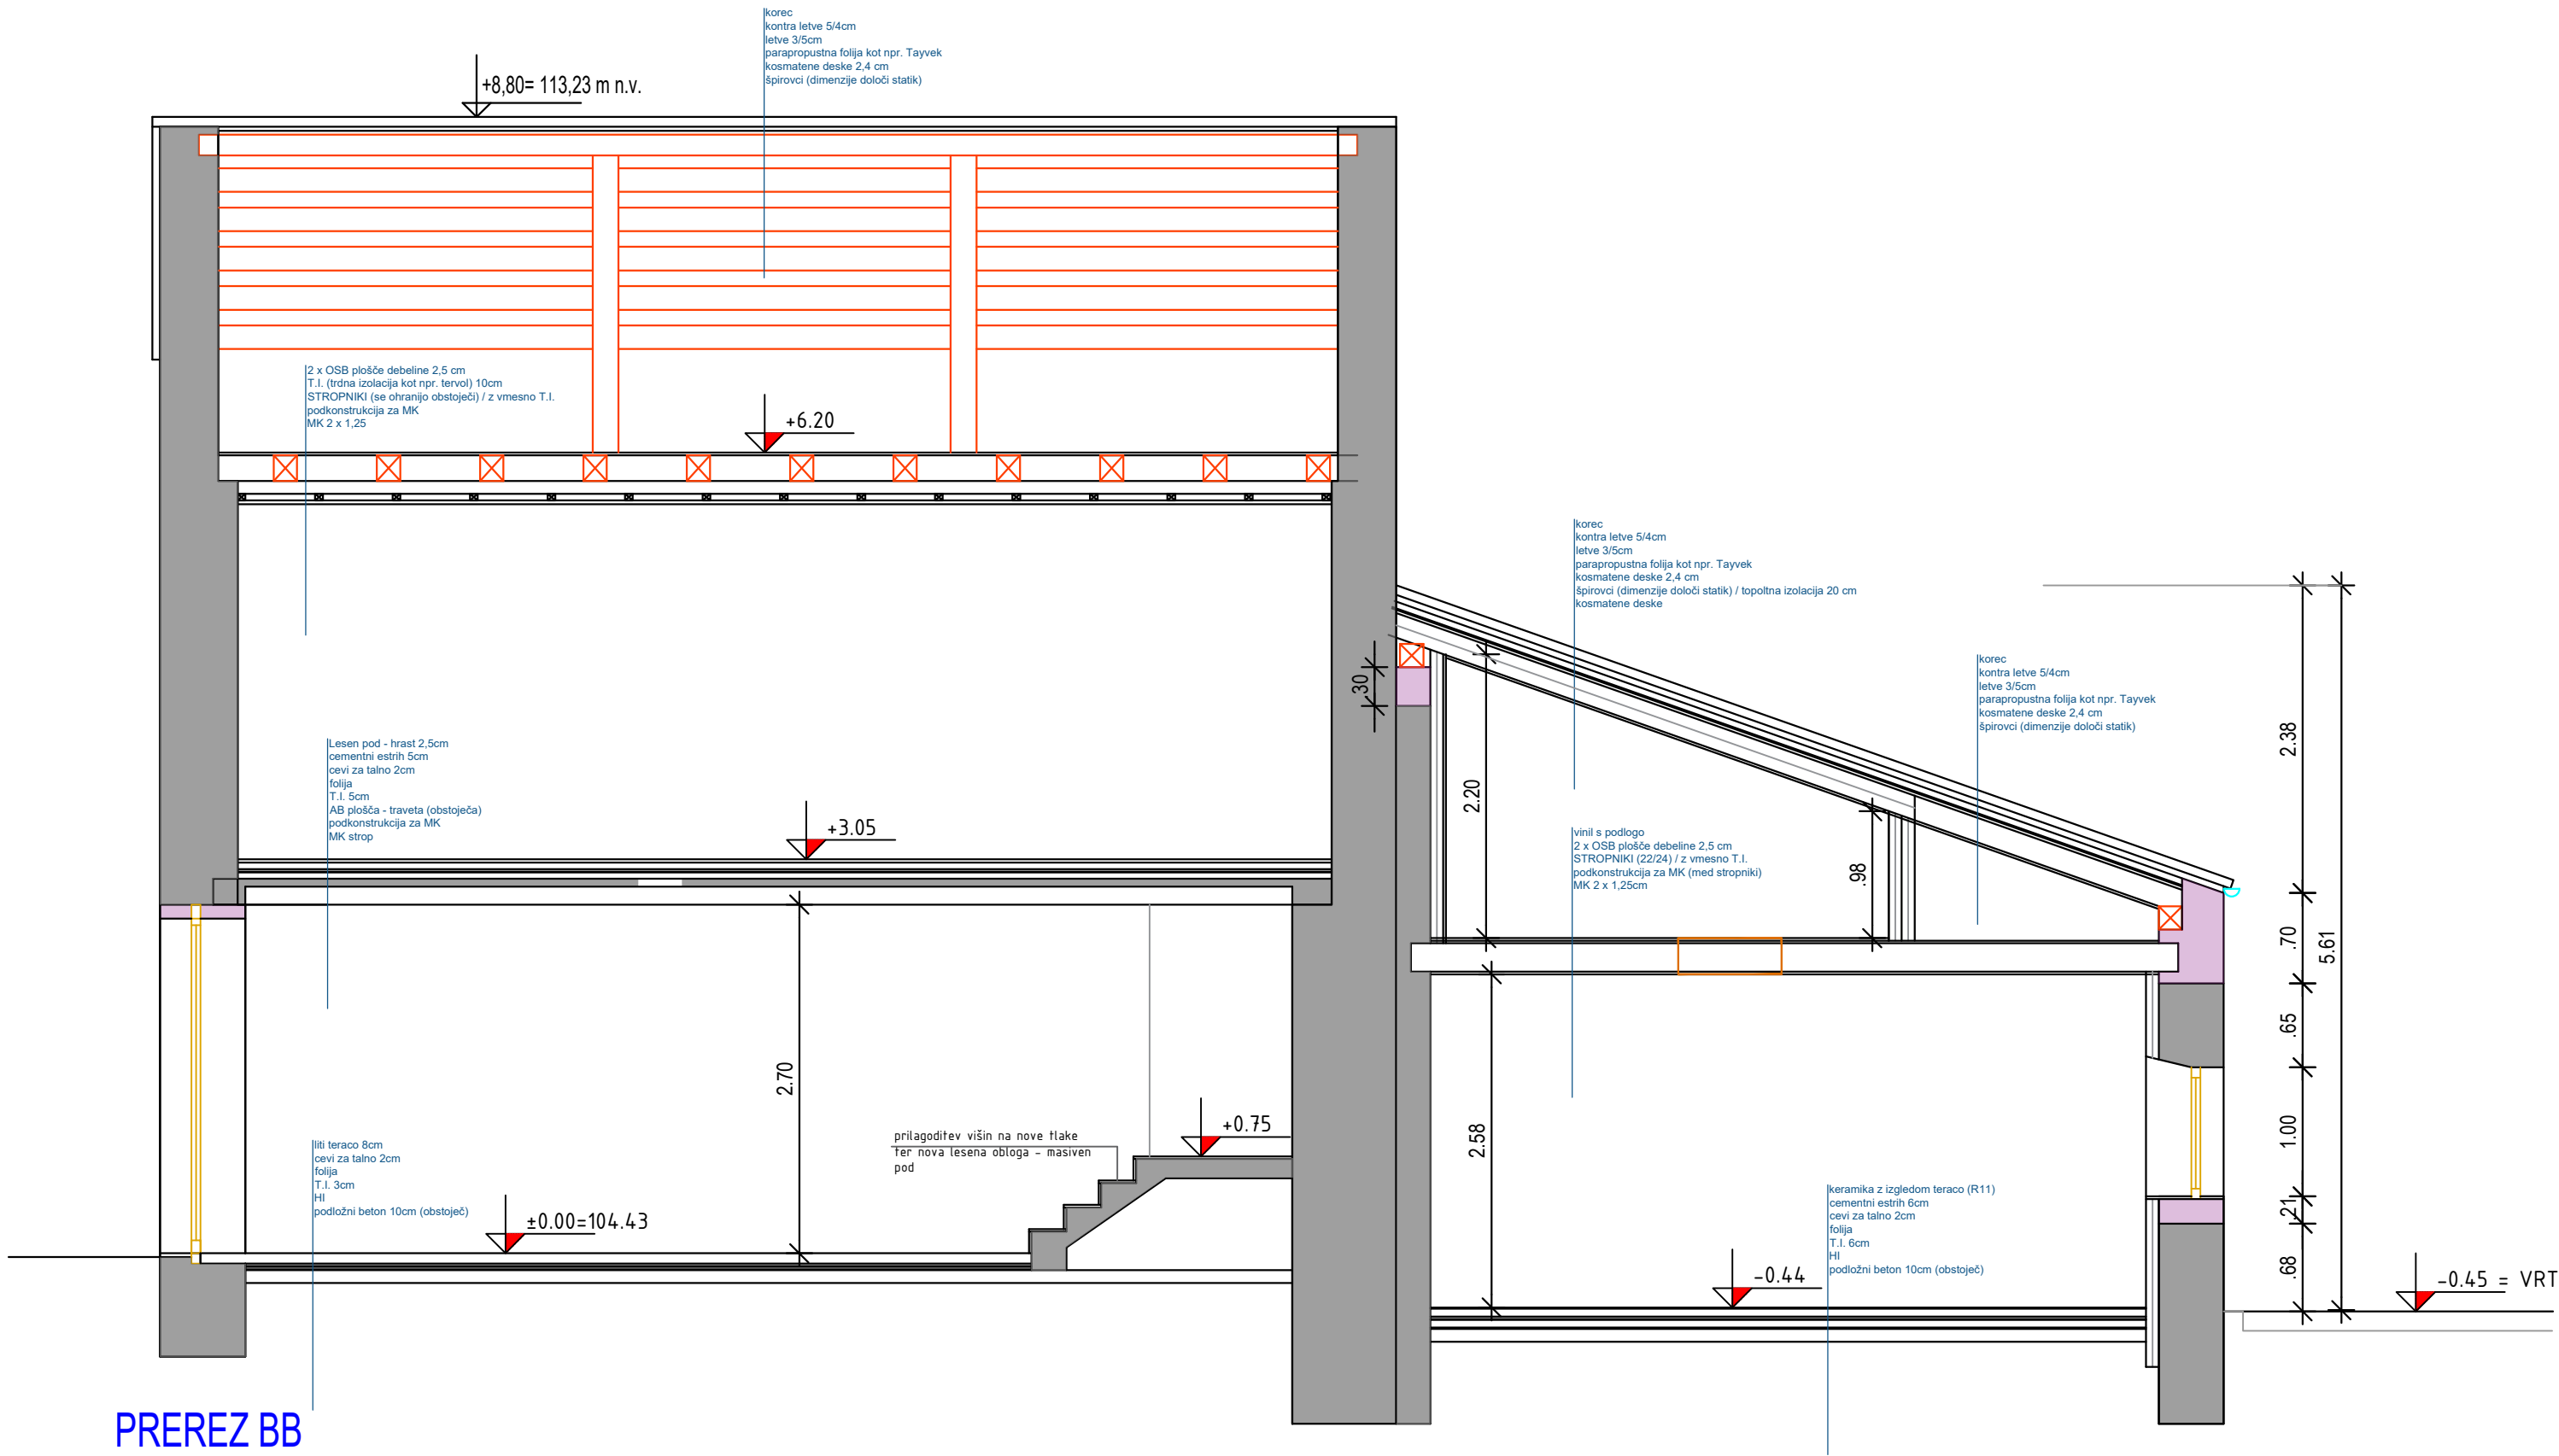 korec
kontra letve 5/4cm
letve 3/5cm
parapropustna folija kot npr. Tayvek
kosmatene deske 2,4 cm
špirovci (dimenzije določi statik)
+8,80= 113,23 m n.v.
2 x OSB plošče debeline 2,5 cm
T.I. (trdna izolacija kot npr. tervol) 10cm
STROPNIKI (se ohranijo obstoječi) / z vmesno T.I.
podkonstrukcija za MK
MK 2 x 1,25
+6.20
korec
kontra letve 5/4cm
letve 3/5cm
parapropustna folija kot npr. Tayvek
kosmatene deske 2,4 cm
špirovci (dimenzije določi statik) / topoltna izolacija 20 cm
kosmatene deske
korec
kontra letve 5/4cm
letve 3/5cm
parapropustna folija kot npr. Tayvek
kosmatene deske 2,4 cm
špirovci (dimenzije določi statik)
.30
2.20
.98
2.38
.70
5.61
.65
1.00
.21
.68
Lesen pod - hrast 2,5cm
cementni estrih 5cm
cevi za talno 2cm
folija
T.I. 5cm
AB plošča - traveta (obstoječa)
podkonstrukcija za MK
MK strop
+3.05
vinil s podlogo
2 x OSB plošče debeline 2,5 cm
STROPNIKI (22/24) / z vmesno T.I.
podkonstrukcija za MK (med stropniki)
MK 2 x 1,25cm
2.70
2.58
prilagoditev višin na nove tlake
ter nova lesena obloga - masiven
pod
+0.75
liti teraco 8cm
cevi za talno 2cm
folija
T.I. 3cm
HI
podložni beton 10cm (obstoječ)
±0.00=104.43
keramika z izgledom teraco (R11)
cementni estrih 6cm
cevi za talno 2cm
folija
T.I. 6cm
HI
podložni beton 10cm (obstoječ)
-0.44
-0.45 = VRT
PREREZ BB